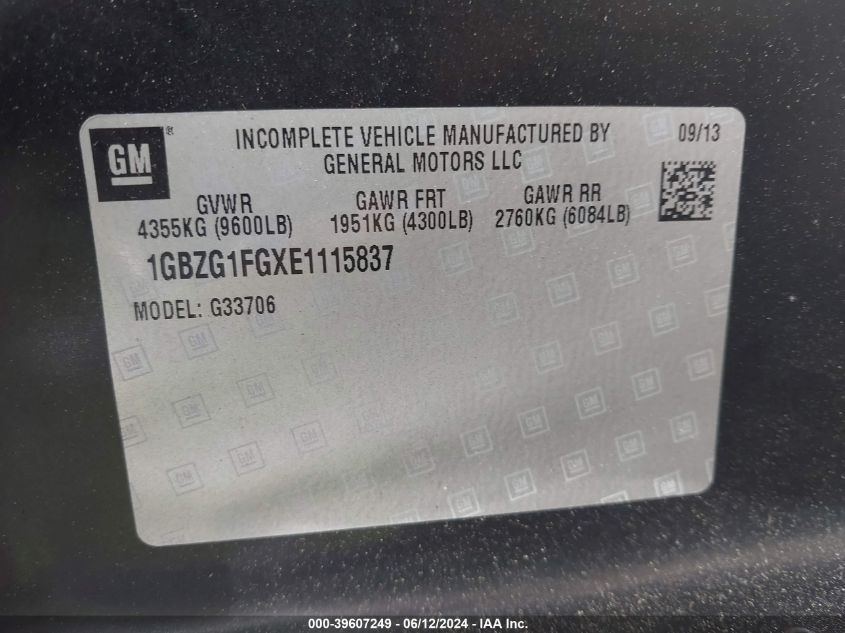 GM®
INCOMPLETE VEHICLE MANUFACTURED BY
GENERAL MOTORS LLC
09/13
GVWR GAWR FRT GAWR RR
4355KG (9600LB) 1951KG (4300LB) 2760KG (6084LB)
1GBZG1FGXE1115837
MODEL: G33706
000-39607249 - 06/12/2024 - IAA Inc.